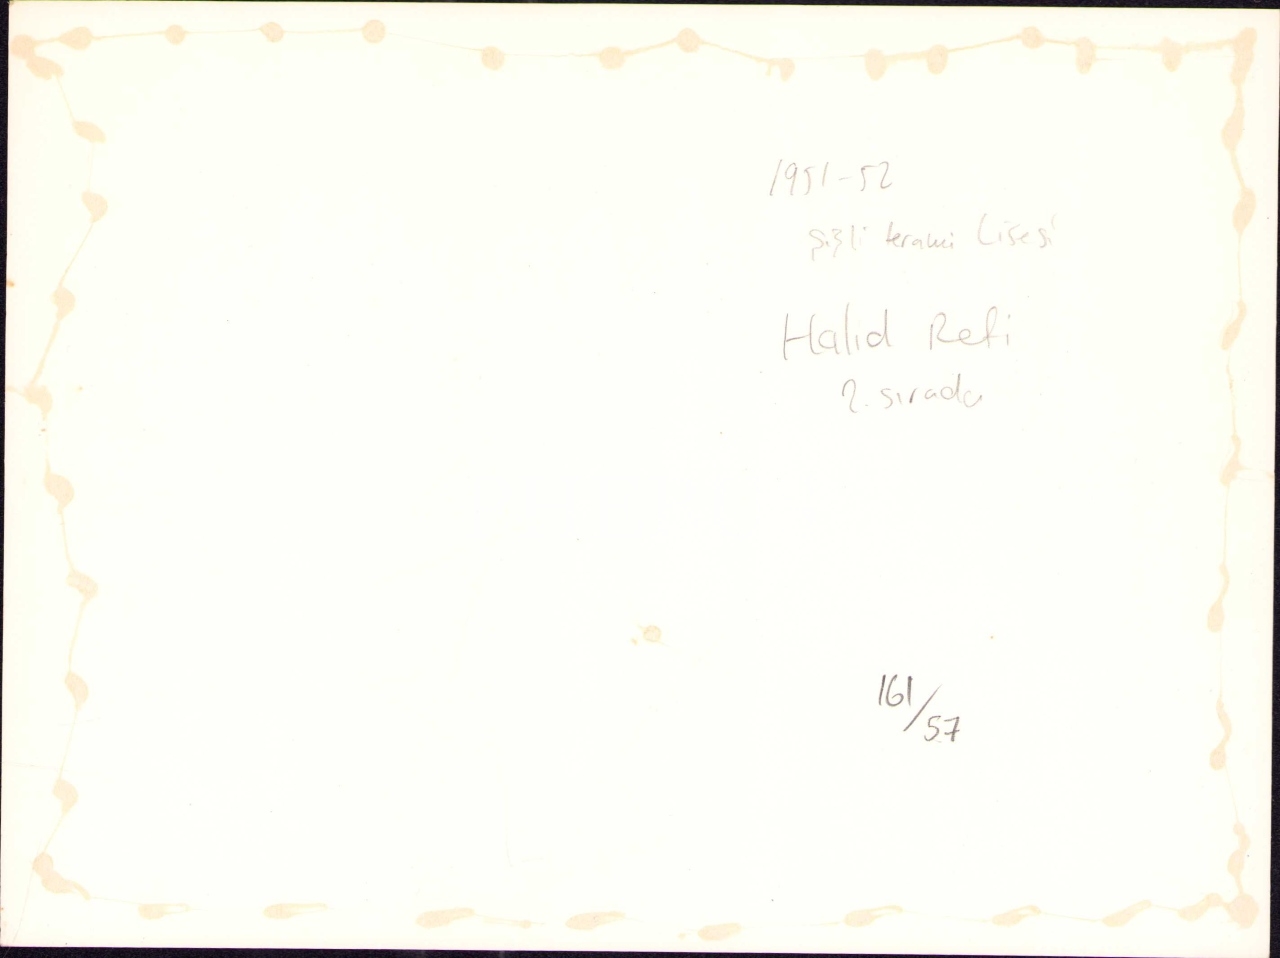 1951-52
Şişli terakki Lisesi
Halid Refi
2. sırada
161/57